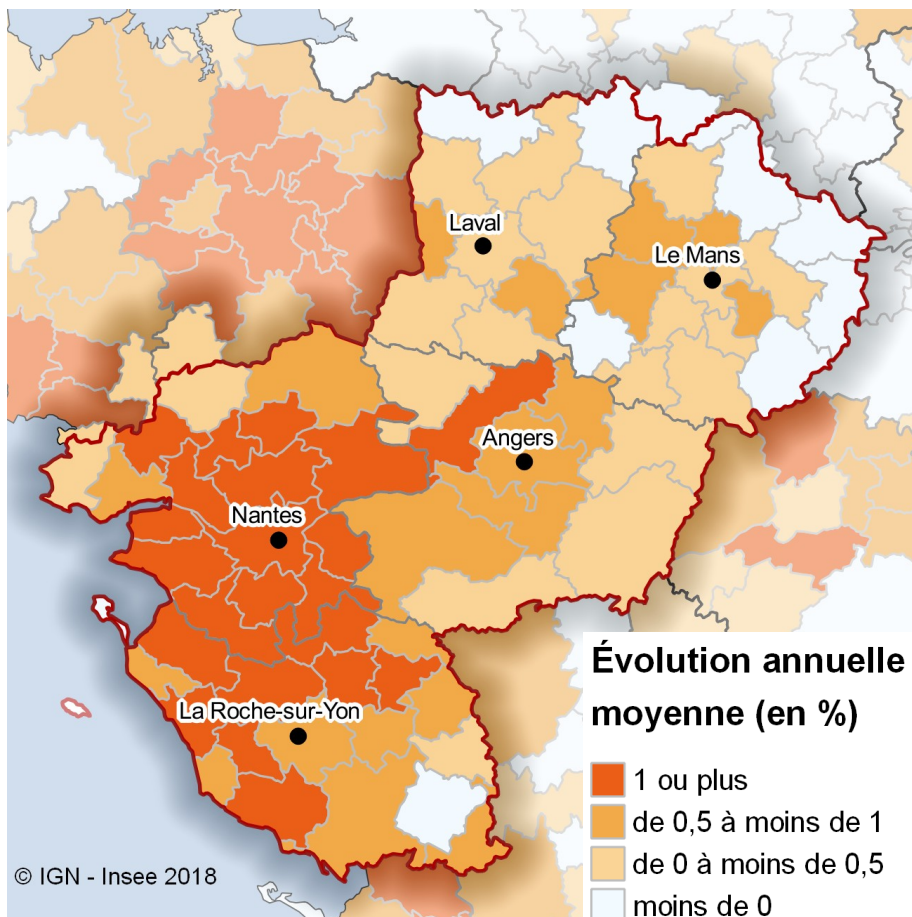 Laval
Le Mans
Angers
Nantes
La Roche-sur-Yon
Évolution annuelle
moyenne (en %)
1 ou plus
de 0,5 à moins de 1
de 0 à moins de 0,5
moins de 0
© IGN - Insee 2018